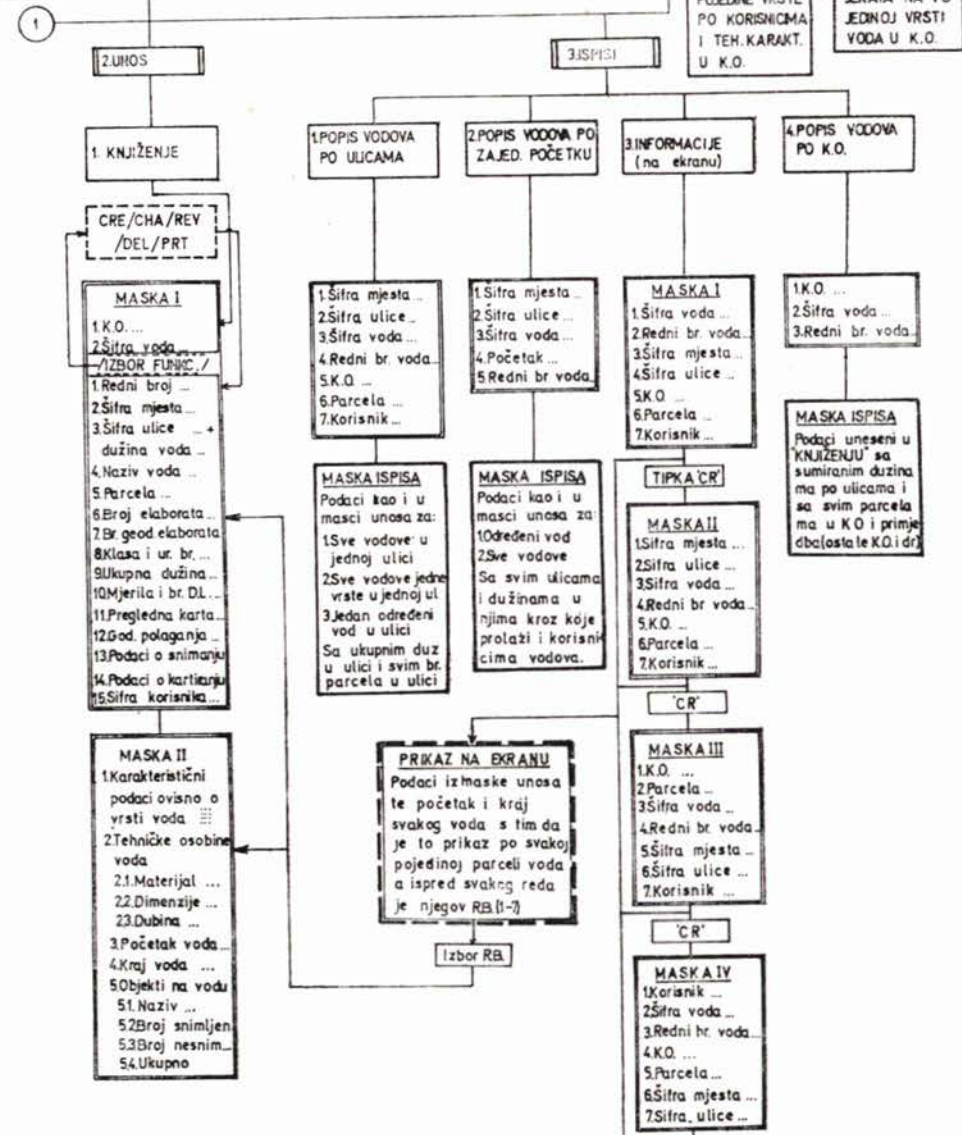 1
POJEDINE VRSTE
PO KORISNICIMA
I TEH. KARAKT.
U K.O.
JEDINOJ VRSTI
VODA U K.O.
2.UNOS
3.ISPISI
1. KNJIŽENJE
1.POPIS VODOVA
PO ULICAMA
2.POPIS VODOVA PO
ZAJED. POČETKU
3.INFORMACIJE
(na ekranu)
4.POPIS VODOVA
PO K.O.
CRE/CHA/REV
/DEL/PRT
MASKA I
1.K.O. ...
2.Šifra voda ...
/IZBOR FUNKC./
1.Redni broj ...
2.Šifra mjesta ...
3.Šifra ulice ... +
dužina voda ...
4.Naziv voda ...
5.Parcela ...
6.Broj elaborata ...
7.Br. geod.elaborata
8.Klasa i ur. br. ...
9.Ukupna dužina ...
10.Mjerila i br. D.L. ...
11.Pregledna karta ...
12.God. polaganja ...
13.Podaci o snimanju
14.Podaci o kartiranju
15.Šifra korisnika ...
MASKA II
1.Karakteristični
podaci ovisno o
vrsti voda
2.Tehničke osobine
voda
2.1.Materijal ...
2.2.Dimenzije ...
2.3.Dubina ...
3.Početak voda ...
4.Kraj voda ...
5.Objekti na vodu
5.1. Naziv ...
5.2Broj snimljen.
5.3Broj nesnim...
5.4.Ukupno
1.Šifra mjesta ...
2.Šifra ulice ...
3.Šifra voda ...
4.Redni br. voda...
5.K.O. ...
6.Parcela ...
7.Korisnik ...
MASKA ISPISA
Podaci kao i u
masci unosa za:
1.Sve vodove u
jednoj ulici
2.Sve vodove jedne
vrste u jednoj ul
3.Jedan određeni
vod u ulici
Sa ukupnim duz
u ulici i svim br.
parcela u ulici
1.Šifra mjesta ...
2.Šifra ulice ...
3.Šifra voda ...
4.Početak ...
5.Redni br voda...
MASKA ISPISA
Podaci kao i u
masci unosa za:
1.Određeni vod
2.Sve vodove
Sa svim ulicama
i dužinama u
njima kroz koje
prolazi i korisni
cima vodova.
MASKA I
1.Šifra voda ...
2.Redni br. voda ...
3.Šifra mjesta ...
4.Šifra ulice ...
5.K.O. ...
6.Parcela ...
7.Korisnik ...
TIPKA 'CR'
MASKA II
1.Šifra mjesta ...
2.Šifra ulice ...
3.Šifra voda ...
4.Redni br voda...
5.K.O. ...
6.Parcela ...
7.Korisnik ...
'CR'
MASKA III
1.K.O. ...
2.Parcela ...
3.Šifra voda ...
4.Redni br. voda...
5.Šifra mjesta ...
6.Šifra ulice ...
7.Korisnik ...
'CR'
MASKA IV
1.Korisnik ...
2.Šifra voda ...
3.Redni br. voda ...
4.K.O. ...
5.Parcela ...
6.Šifra mjesta ...
7.Šifra, ulice ...
1.K.O. ...
2.Šifra voda ...
3.Redni br. voda...
MASKA ISPISA
Podaci uneseni u
"KNJIŽENJU" sa
sumiranim duzina
ma po ulicama i
sa svim parcela
ma u KO i primje
dba(ostale K.O.i dr)
PRIKAZ NA EKRANU
Podaci iz maske unosa
te početak i kraj
svakog voda s tim da
je to prikaz po svakoj
pojedinoj parceli voda
a ispred svakog reda
je njegov RB.(1-7)
Izbor RB.